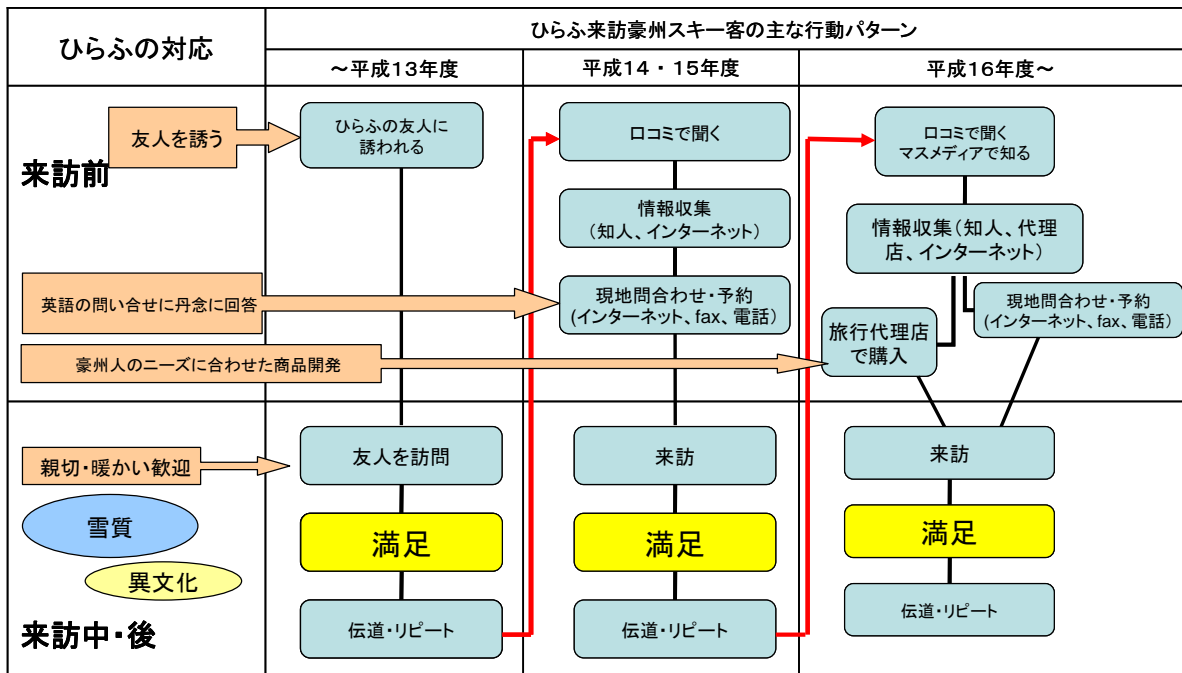 ひらふの対応
ひらふ来訪豪州スキー客の主な行動パターン
～平成13年度
平成14・15年度
平成16年度～
来訪前
友人を誘う
ひらふの友人に
誘われる
口コミで聞く
口コミで聞く
マスメディアで知る
情報収集
（知人、インターネット）
情報収集（知人、代理
店、インターネット）
英語の問い合せに丹念に回答
現地問合わせ・予約
(インターネット、fax、電話）
現地問合わせ・予約
(インターネット、fax、電話）
豪州人のニーズに合わせた商品開発
旅行代理店
で購入
親切・暖かい歓迎
友人を訪問
来訪
来訪
雪質
異文化
満足
満足
満足
来訪中・後
伝道・リピート
伝道・リピート
伝道・リピート